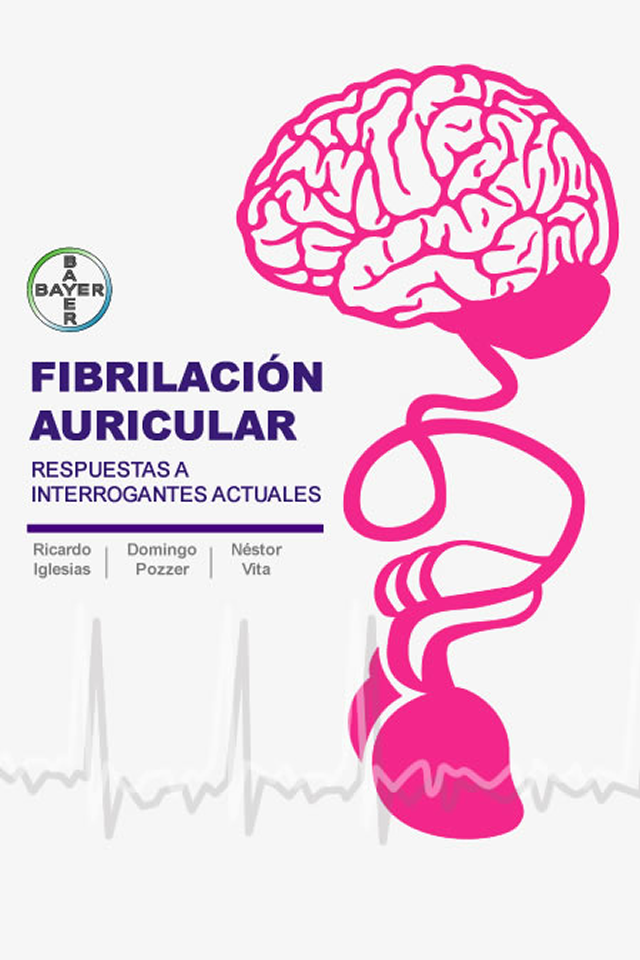 BAYER
BAYER
FIBRILACIÓN
AURICULAR
RESPUESTAS A
INTERROGANTES ACTUALES
Ricardo Iglesias
Domingo Pozzer
Néstor Vita